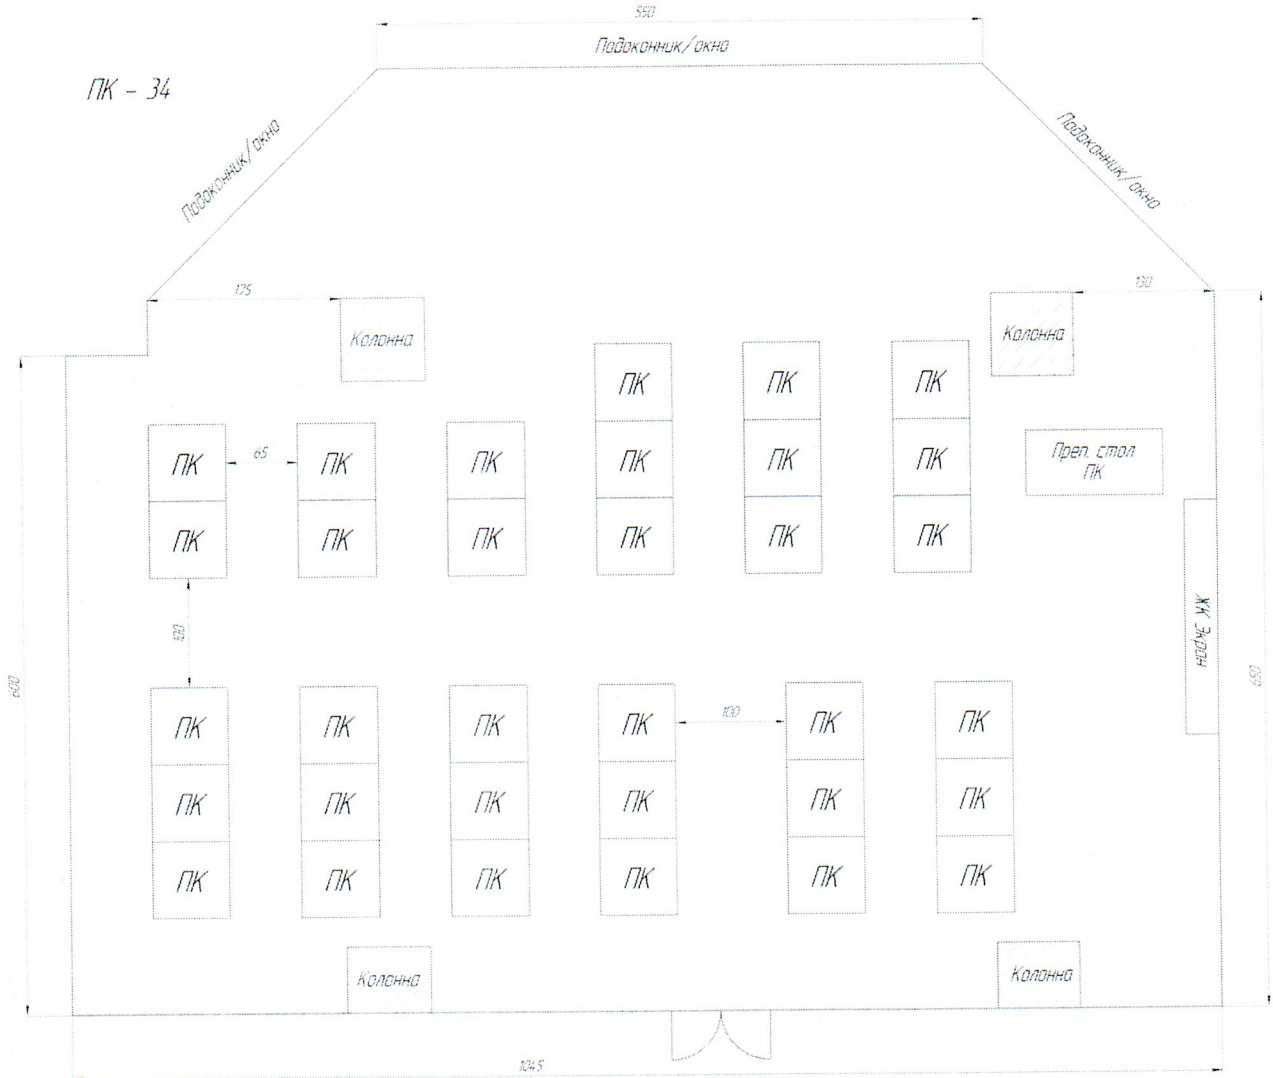 550
Подоконник/окно
ПК - 34
Подоконник/окно
Подоконник/окно
175
130
Колонна
Колонна
ПК ПК ПК
ПК 65 ПК ПК ПК ПК ПК
Преп. стол
ПК
ПК ПК ПК ПК ПК ПК
100
ЖК Экран
600
650
ПК ПК ПК ПК 100 ПК ПК
ПК ПК ПК ПК ПК ПК
ПК ПК ПК ПК ПК ПК
Колонна
Колонна
1045